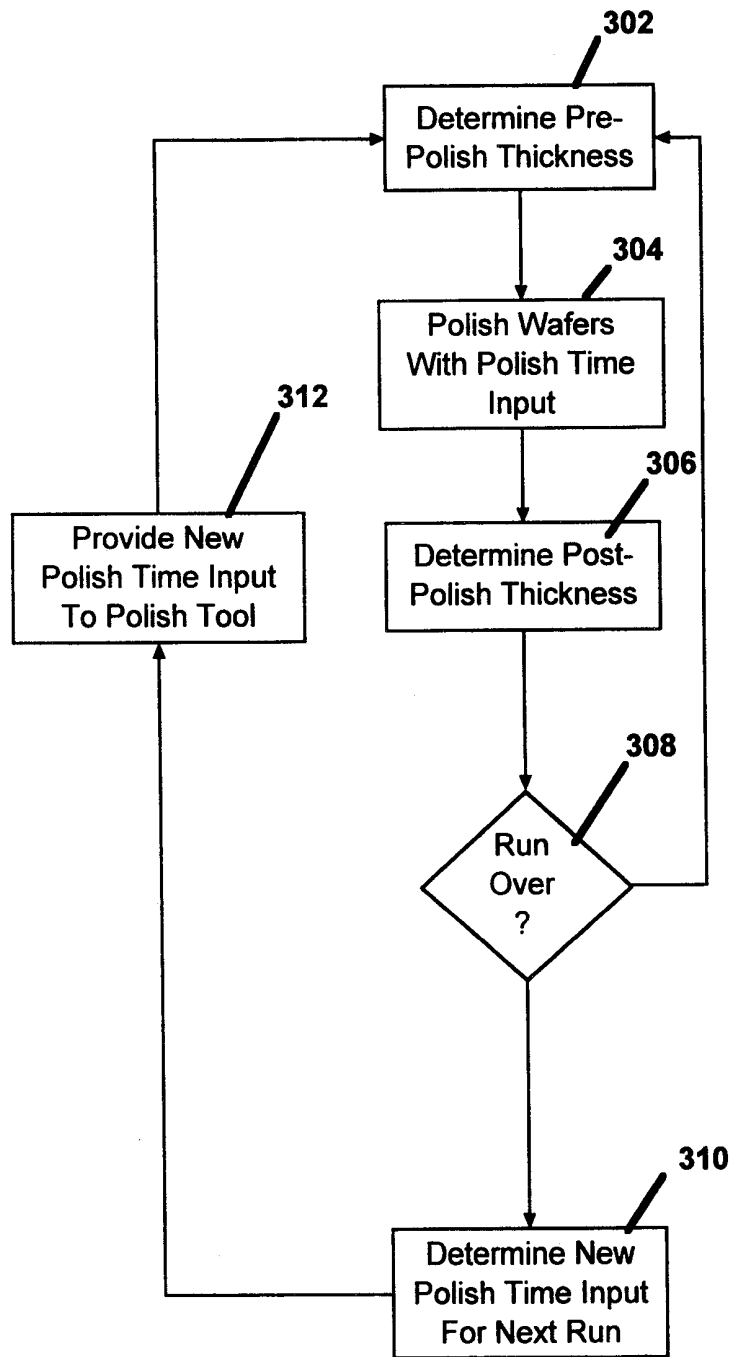 302
Determine Pre-
Polish Thickness
304
Polish Wafers
With Polish Time
Input
312
306
Provide New
Polish Time Input
To Polish Tool
Determine Post-
Polish Thickness
308
Run
Over
?
310
Determine New
Polish Time Input
For Next Run